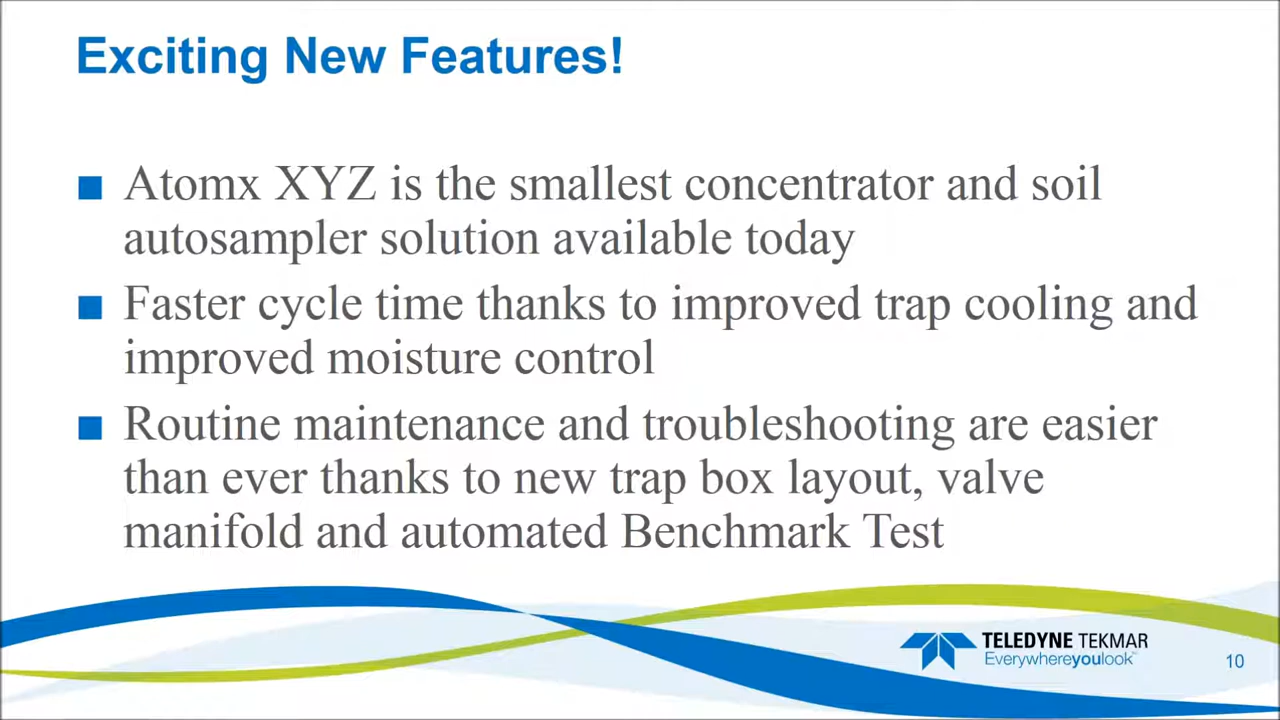 Exciting New Features!
■ Atomx XYZ is the smallest concentrator and soil
autosampler solution available today
■ Faster cycle time thanks to improved trap cooling and
improved moisture control
■ Routine maintenance and troubleshooting are easier
than ever thanks to new trap box layout, valve
manifold and automated Benchmark Test
TELEDYNE TEKMAR
Everywhereyoulook™
10